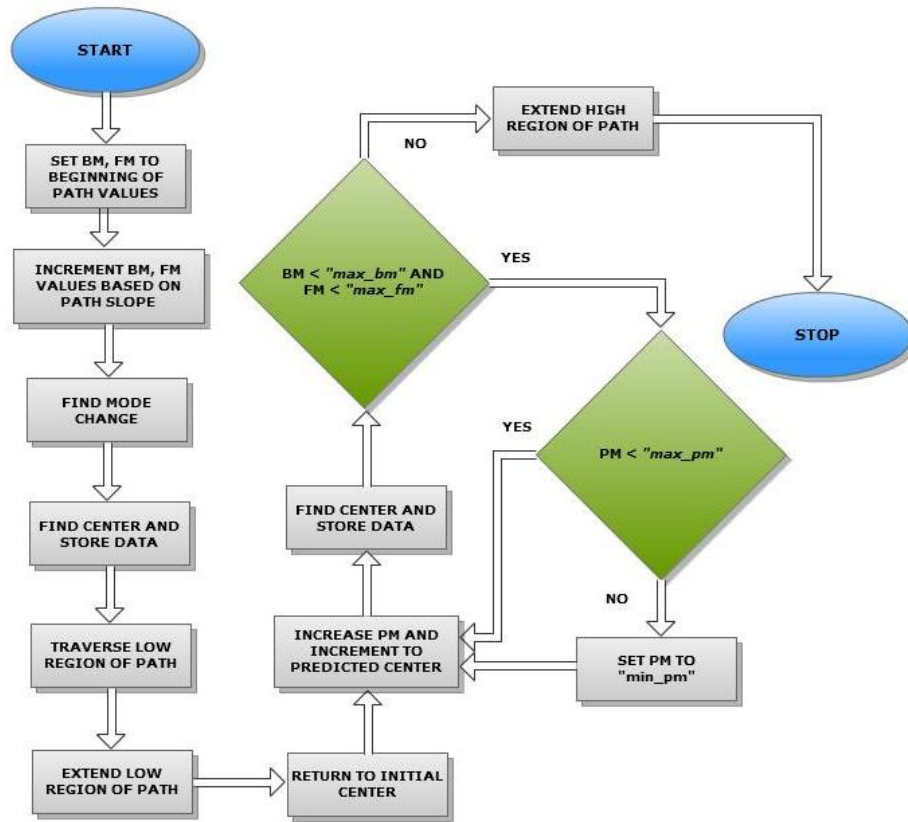 START
SET BM, FM TO
BEGINNING OF
PATH VALUES
INCREMENT BM, FM
VALUES BASED ON
PATH SLOPE
FIND MODE
CHANGE
FIND CENTER AND
STORE DATA
TRAVERSE LOW
REGION OF PATH
EXTEND LOW
REGION OF PATH
RETURN TO INITIAL
CENTER
INCREASE PM AND
INCREMENT TO
PREDICTED CENTER
FIND CENTER AND
STORE DATA
BM < "max_bm" AND
FM < "max_fm"
NO
EXTEND HIGH
REGION OF PATH
STOP
YES
PM < "max_pm"
YES
NO
SET PM TO
"min_pm"